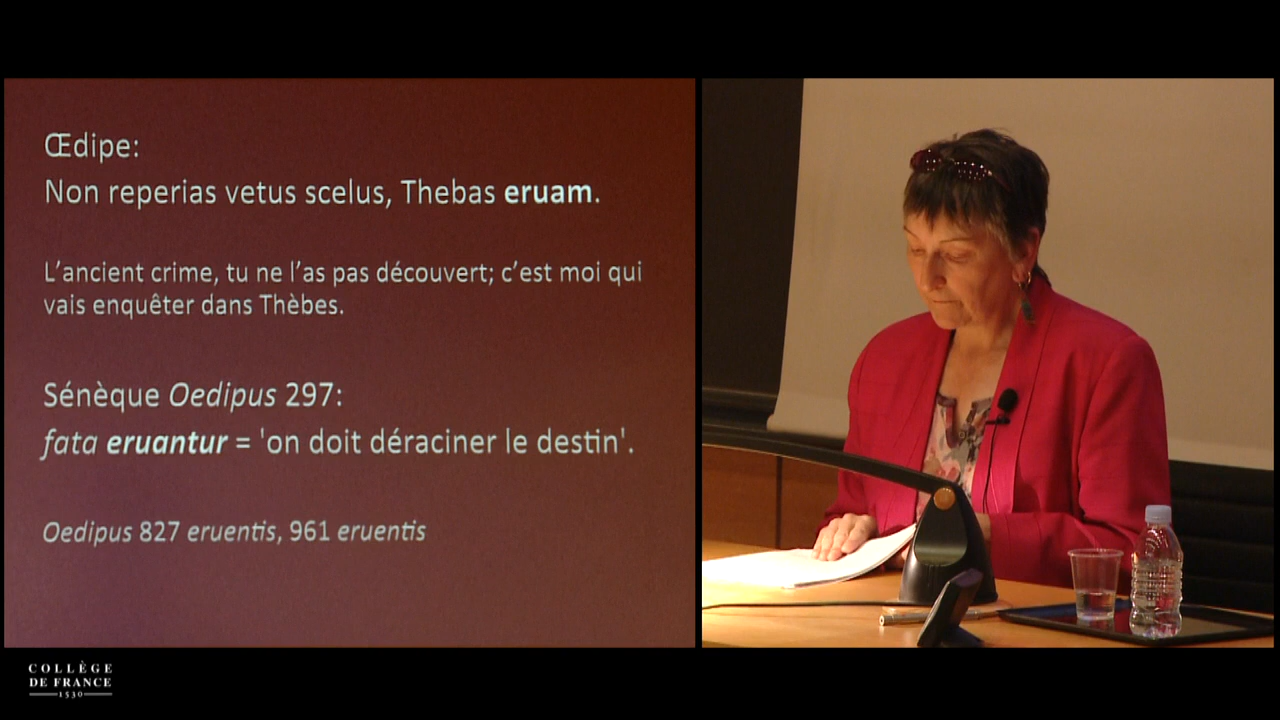 Œdipe:
Non reperias vetus scelus, Thebas eruam.
L'ancient crime, tu ne l'as pas découvert; c'est moi qui
vais enquêter dans Thèbes.
Sénèque Oedipus 297:
fata eruantur = 'on doit déraciner le destin'.
Oedipus 827 eruentis, 961 eruentis
COLLÈGE
DE FRANCE
1530